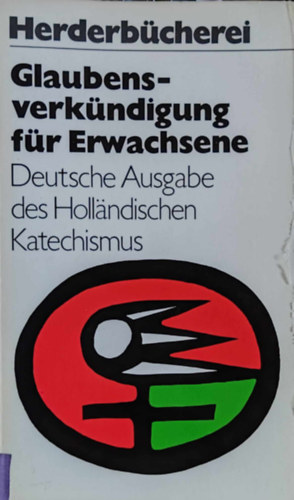 Herderbücherei
Glaubens-
verkündigung
für Erwachsene
Deutsche Ausgabe
des Holländischen
Katechismus